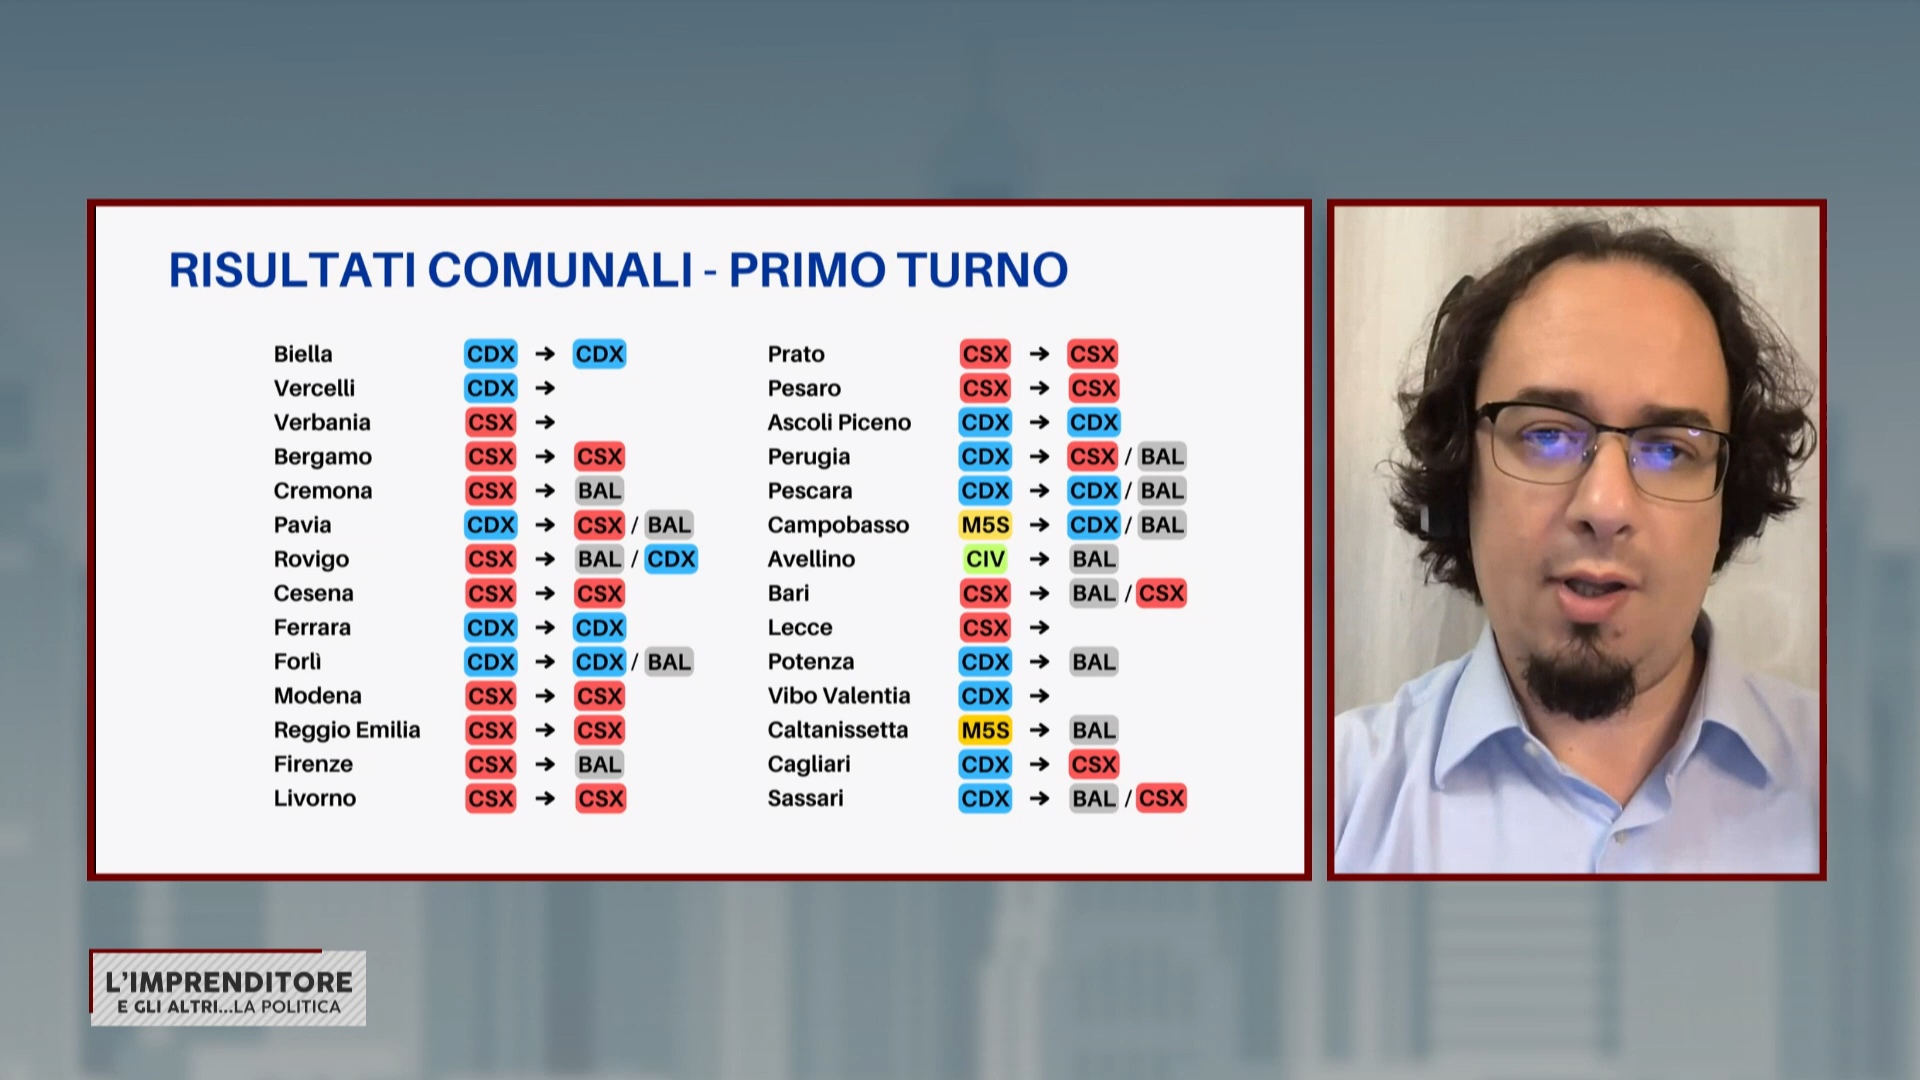 RISULTATI COMUNALI - PRIMO TURNO
Biella CDX → CDX
Vercelli CDX →
Verbania CSX →
Bergamo CSX → CSX
Cremona CSX → BAL
Pavia CDX → CSX / BAL
Rovigo CSX → BAL / CDX
Cesena CSX → CSX
Ferrara CDX → CDX
Forlì CDX → CDX / BAL
Modena CSX → CSX
Reggio Emilia CSX → CSX
Firenze CSX → BAL
Livorno CSX → CSX
Prato CSX → CSX
Pesaro CSX → CSX
Ascoli Piceno CDX → CDX
Perugia CDX → CSX / BAL
Pescara CDX → CDX / BAL
Campobasso M5S → CDX / BAL
Avellino CIV → BAL
Bari CSX → BAL / CSX
Lecce CSX →
Potenza CDX → BAL
Vibo Valentia CDX →
Caltanissetta M5S → BAL
Cagliari CDX → CSX
Sassari CDX → BAL / CSX
L'IMPRENDITORE
E GLI ALTRI...LA POLITICA